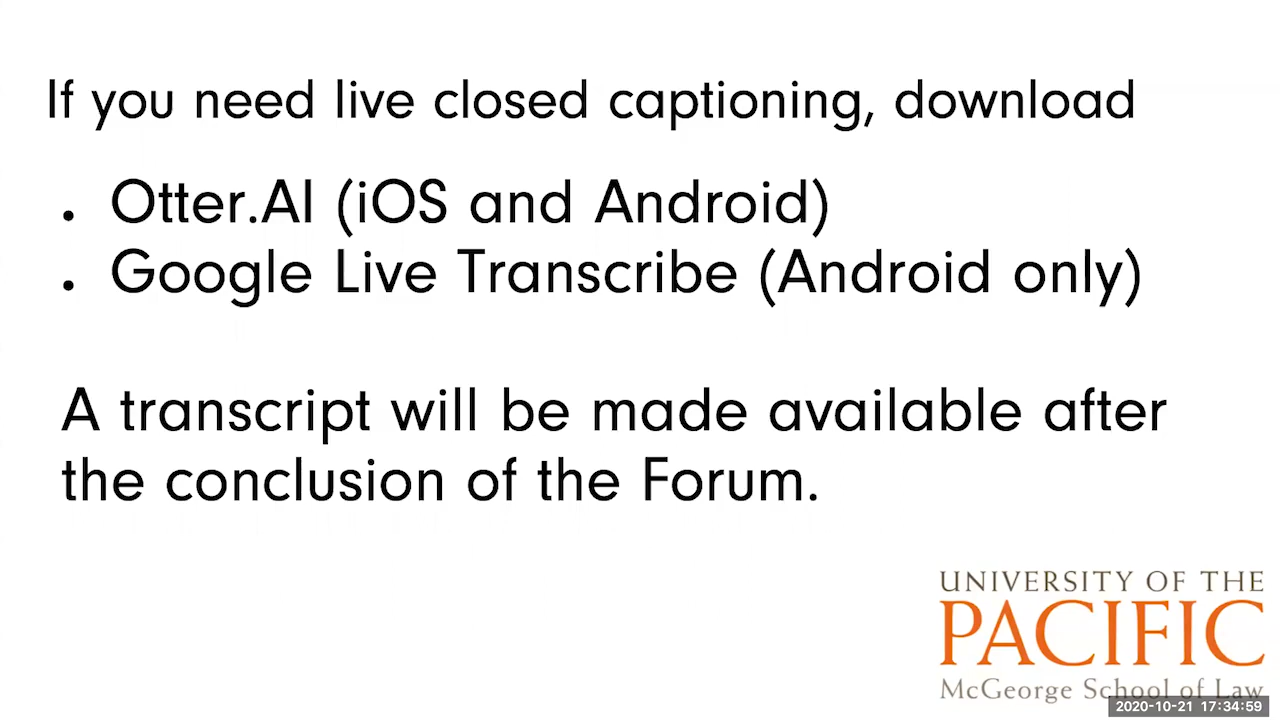 If you need live closed captioning, download
• Otter.AI (iOS and Android)
• Google Live Transcribe (Android only)
A transcript will be made available after
the conclusion of the Forum.
UNIVERSITY OF THE
PACIFIC
McGeorge School of Law
2020-10-21 17:34:59